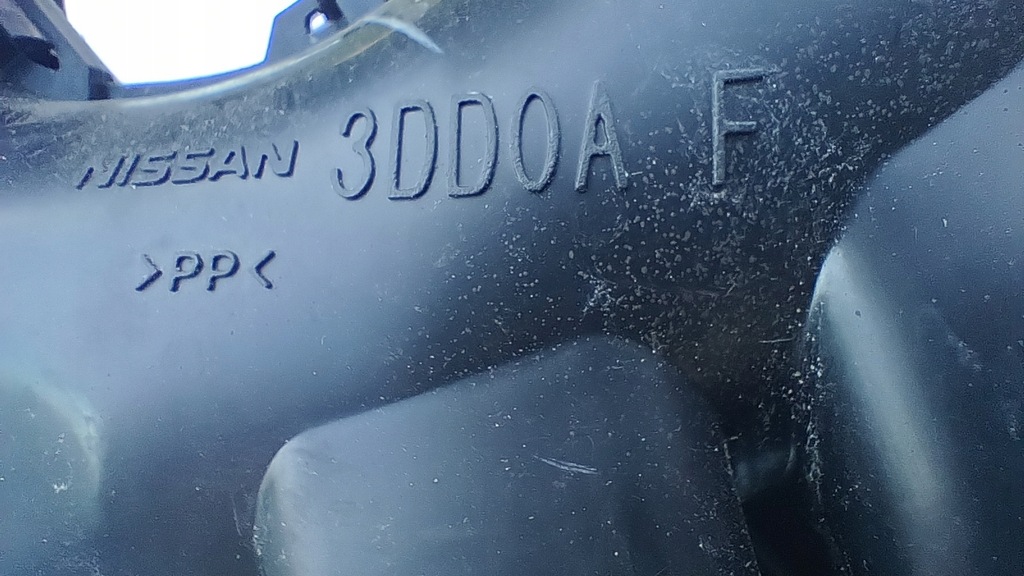 NISSAN 3DD0A F
>PP<